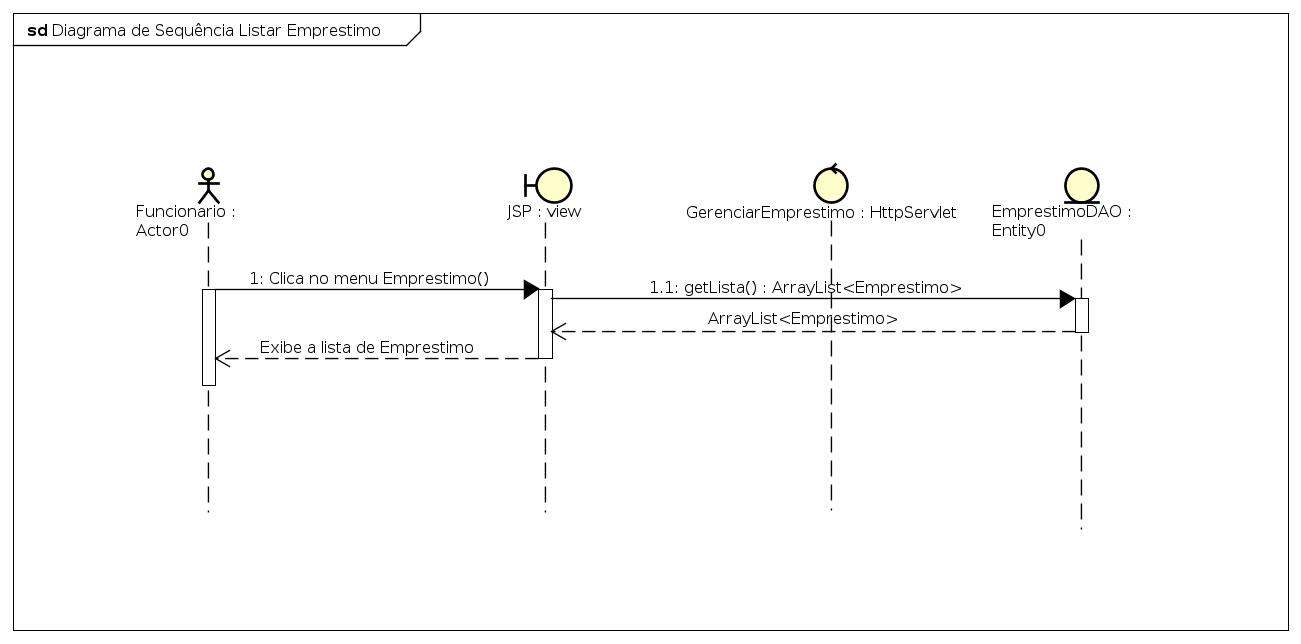 sd Diagrama de Sequência Listar Emprestimo
Funcionario :
Actor0
JSP : view
GerenciarEmprestimo : HttpServlet
EmprestimoDAO :
Entity0
1: Clica no menu Emprestimo()
1.1: getLista() : ArrayList<Emprestimo>
ArrayList<Emprestimo>
Exibe a lista de Emprestimo